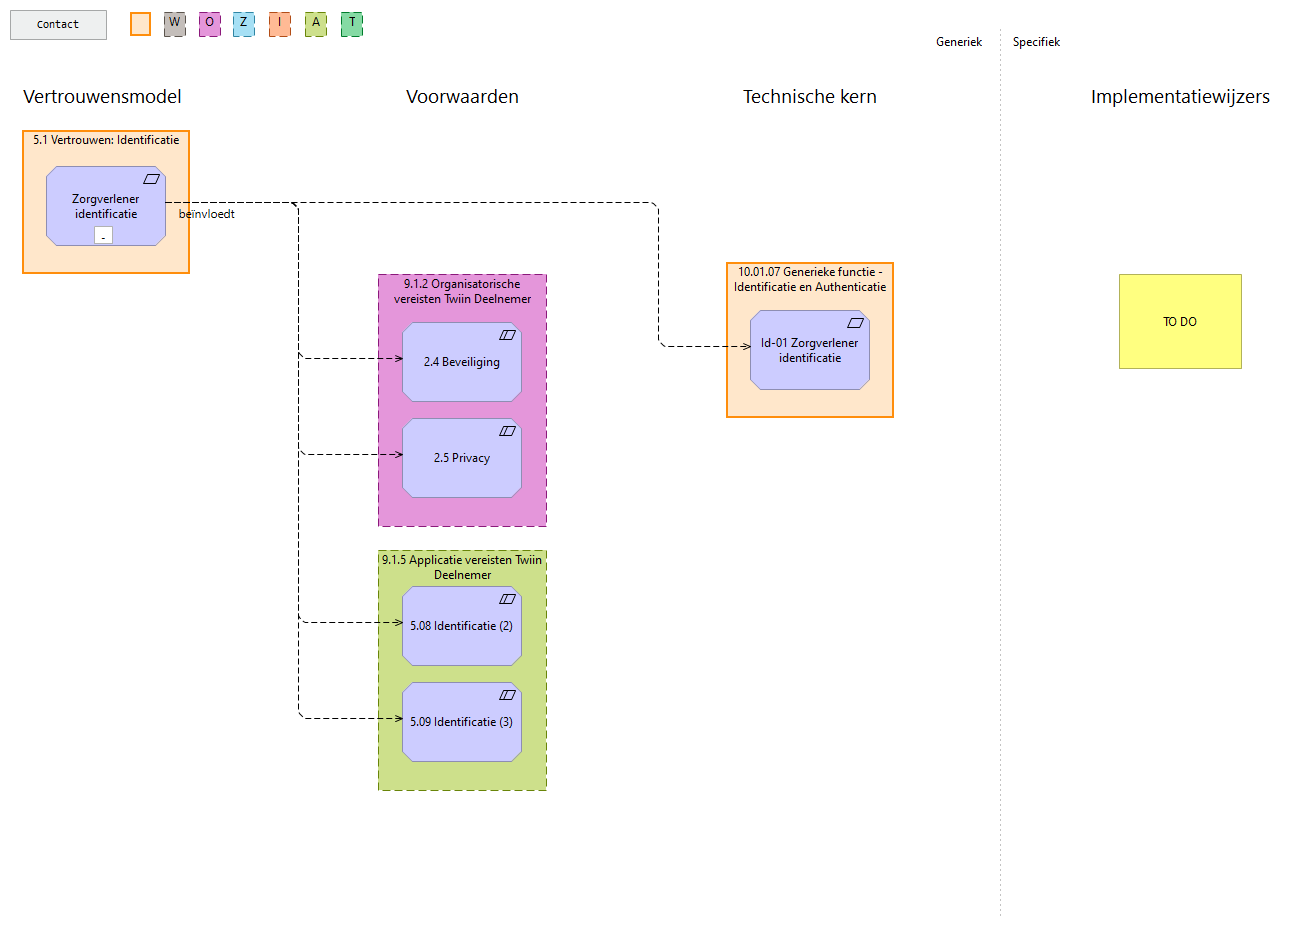 Contact
W O Z I A T
Generiek
Specifiek
Vertrouwensmodel
Voorwaarden
Technische kern
Implementatiewijzers
5.1 Vertrouwen: Identificatie
Zorgverlener
identificatie
-
beïnvloedt
9.1.2 Organisatorische
vereisten Twiin Deelnemer
2.4 Beveiliging
2.5 Privacy
9.1.5 Applicatie vereisten Twiin
Deelnemer
5.08 Identificatie (2)
5.09 Identificatie (3)
10.01.07 Generieke functie -
Identificatie en Authenticatie
Id-01 Zorgverlener
identificatie
TO DO